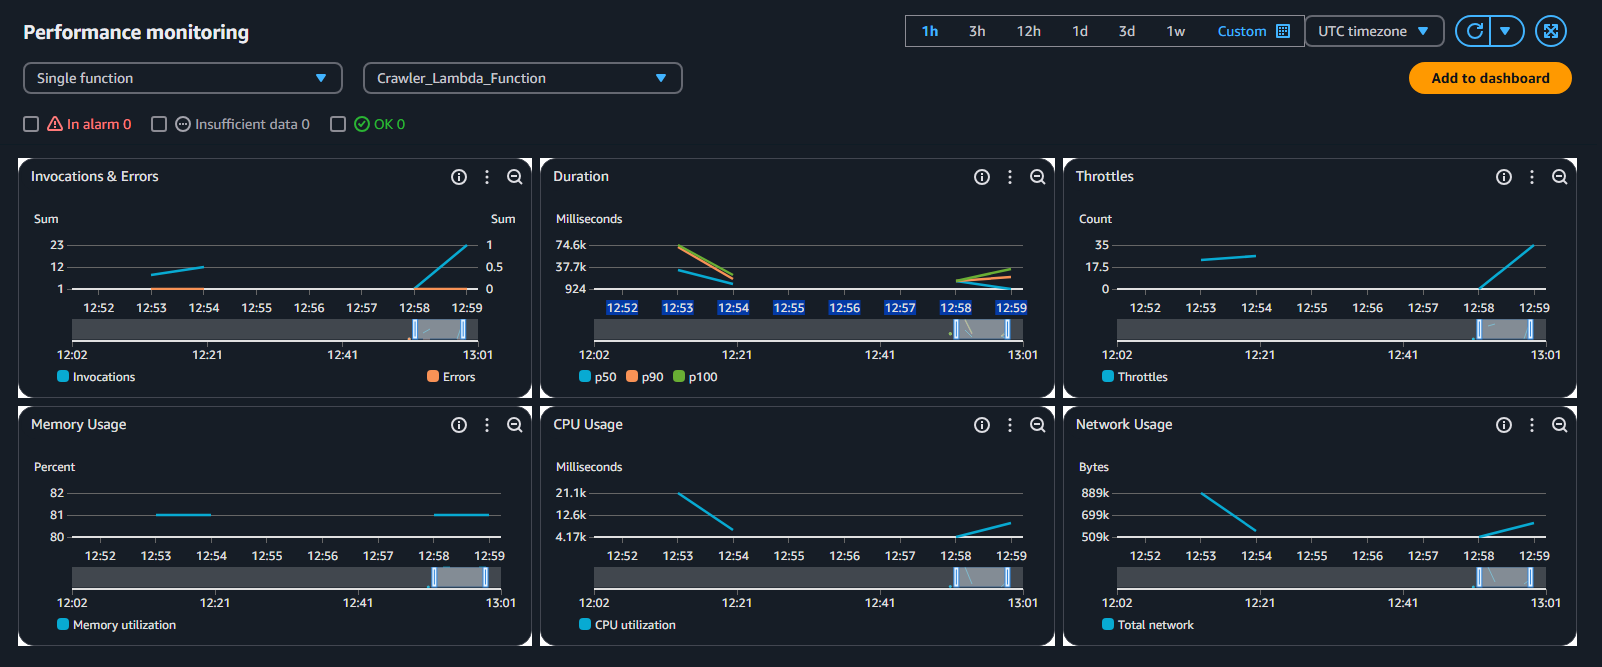 Performance monitoring
1h 3h 12h 1d 3d 1w Custom UTC timezone
Single function Crawler_Lambda_Function Add to dashboard
In alarm 0 Insufficient data 0 OK 0
Invocations & Errors
Sum Sum
23 1
12 0.5
1 0
12:52 12:53 12:54 12:55 12:56 12:57 12:58 12:59
12:02 12:21 12:41 13:01
Invocations Errors
Duration
Milliseconds
74.6k
37.7k
924
12:52 12:53 12:54 12:55 12:56 12:57 12:58 12:59
12:02 12:21 12:41 13:01
p50 p90 p100
Throttles
Count
35
17.5
0
12:52 12:53 12:54 12:55 12:56 12:57 12:58 12:59
12:02 12:21 12:41 13:01
Throttles
Memory Usage
Percent
82
81
80
12:52 12:53 12:54 12:55 12:56 12:57 12:58 12:59
12:02 12:21 12:41 13:01
Memory utilization
CPU Usage
Milliseconds
21.1k
12.6k
4.17k
12:52 12:53 12:54 12:55 12:56 12:57 12:58 12:59
12:02 12:21 12:41 13:01
CPU utilization
Network Usage
Bytes
889k
699k
509k
12:52 12:53 12:54 12:55 12:56 12:57 12:58 12:59
12:02 12:21 12:41 13:01
Total network